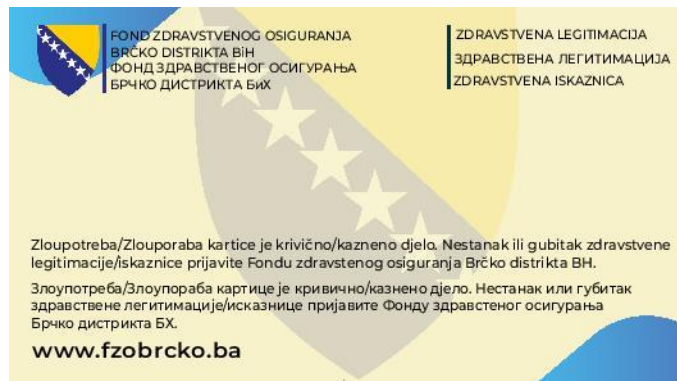 FOND ZDRAVSTVENOG OSIGURANJA
BRČKO DISTRIKTA BiH
ФОНД ЗДРАВСТВЕНОГ ОСИГУРАЊА
БРЧКО ДИСТРИКТА БиХ
ZDRAVSTVENA LEGITIMACIJA
ЗДРАВСТВЕНА ЛЕГИТИМАЦИЈА
ZDRAVSTVENA ISKAZNICA
Zloupotreba/Zlouporaba kartice je krivično/kazneno djelo. Nestanak ili gubitak zdravstvene
legitimacije/iskaznice prijavite Fondu zdravstenog osiguranja Brčko distrikta BH.
Злоупотреба/Злоупораба картице је кривично/казнено дјело. Нестанак или губитак
здравствене легитимације/исказнице пријавите Фонду здравстеног осигурања
Брчко дистрикта БХ.
www.fzobrcko.ba